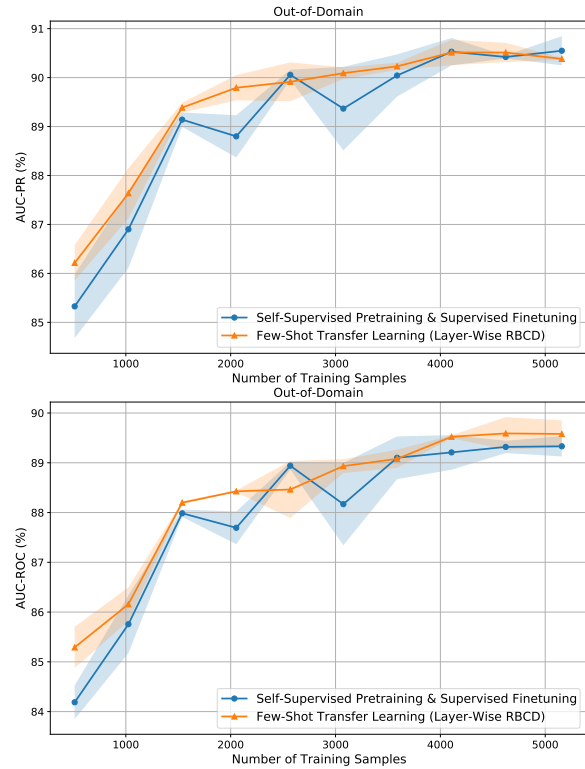 Out-of-Domain
91
90
89
88
87
86
85
AUC-PR (%)
Self-Supervised Pretraining & Supervised Finetuning
Few-Shot Transfer Learning (Layer-Wise RBCD)
1000 2000 3000 4000 5000
Number of Training Samples
Out-of-Domain
90
89
88
87
86
85
84
AUC-ROC (%)
Self-Supervised Pretraining & Supervised Finetuning
Few-Shot Transfer Learning (Layer-Wise RBCD)
1000 2000 3000 4000 5000
Number of Training Samples